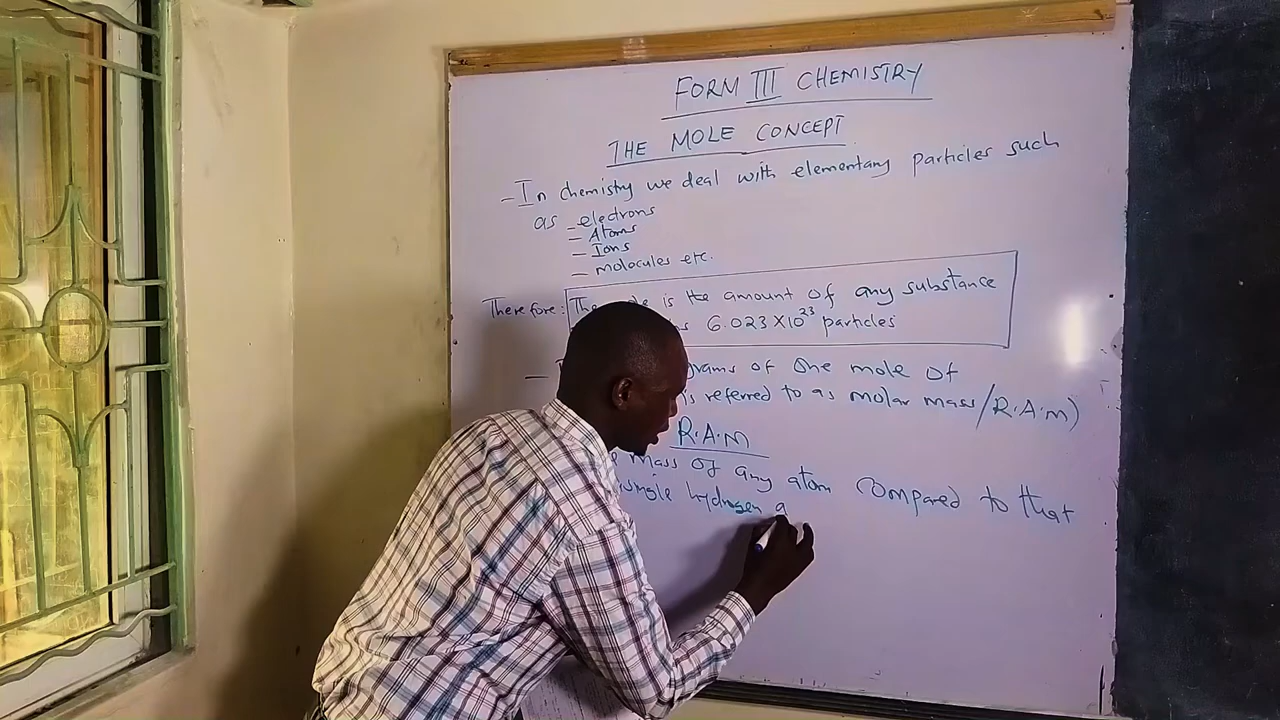 FORM III CHEMISTRY
THE MOLE CONCEPT
- In chemistry we deal with elementary particles such
as - electrons
- Atoms
- Ions
- molecules etc.
Therefore: The is the amount of any substance
6.023 X 10²³ particles
- grams of one mole of
is referred to as molar mass/R.A.m)
R.A.M
mass of any atom compared to that
single hydrogen a